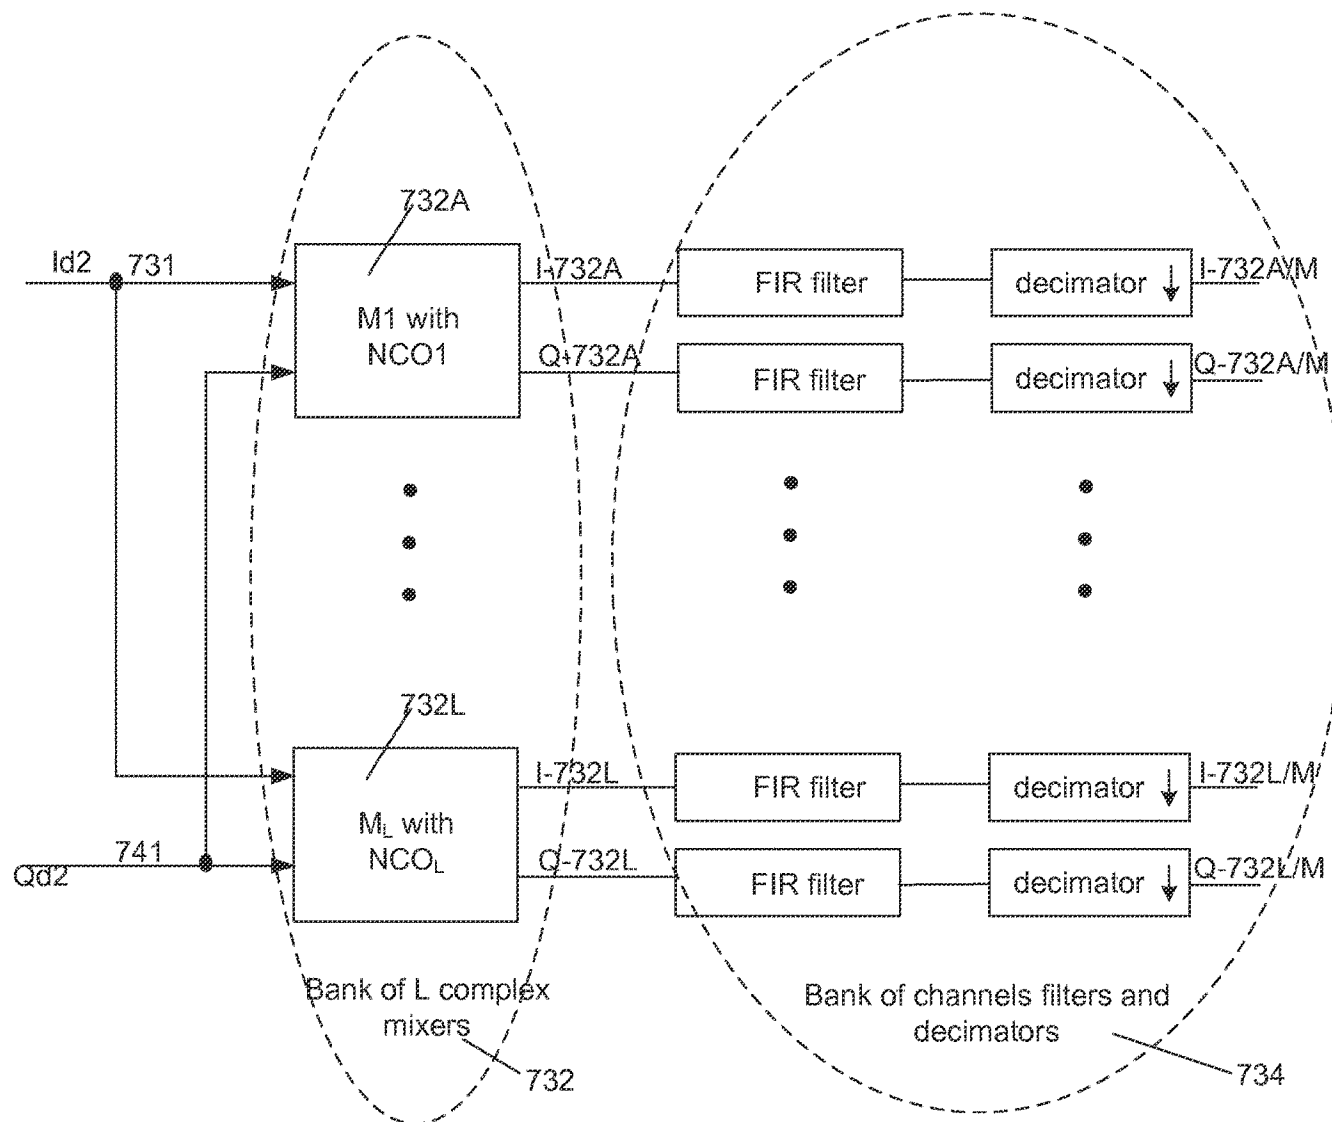 732A
Id2 731
I-732A
FIR filter
decimator ↓
I-732A/M
M1 with
NCO1
Q-732A
FIR filter
decimator ↓
Q-732A/M
732L
I-732L
FIR filter
decimator ↓
I-732L/M
M_L with
NCO_L
741
Qd2
Q-732L
FIR filter
decimator ↓
Q-732L/M
Bank of L complex
mixers
732
Bank of channels filters and
decimators
734